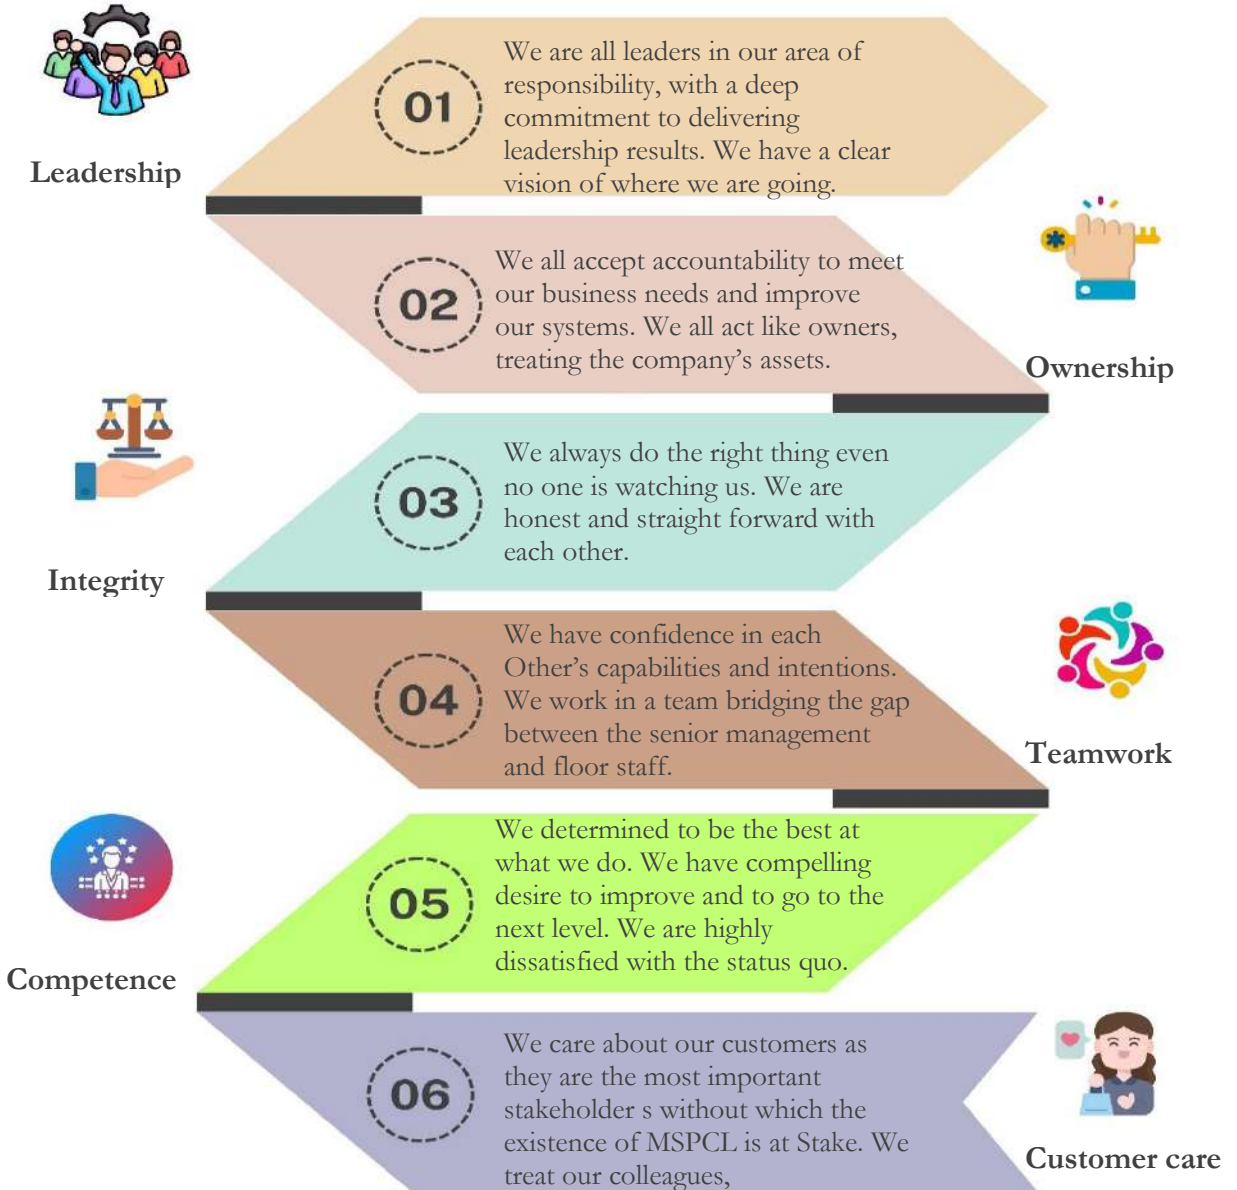 Leadership
01
We are all leaders in our area of
responsibility, with a deep
commitment to delivering
leadership results. We have a clear
vision of where we are going.
02
We all accept accountability to meet
our business needs and improve
our systems. We all act like owners,
treating the company’s assets.
Ownership
Integrity
03
We always do the right thing even
no one is watching us. We are
honest and straight forward with
each other.
04
We have confidence in each
Other’s capabilities and intentions.
We work in a team bridging the gap
between the senior management
and floor staff.
Teamwork
Competence
05
We determined to be the best at
what we do. We have compelling
desire to improve and to go to the
next level. We are highly
dissatisfied with the status quo.
06
We care about our customers as
they are the most important
stakeholder s without which the
existence of MSPCL is at Stake. We
treat our colleagues,
Customer care